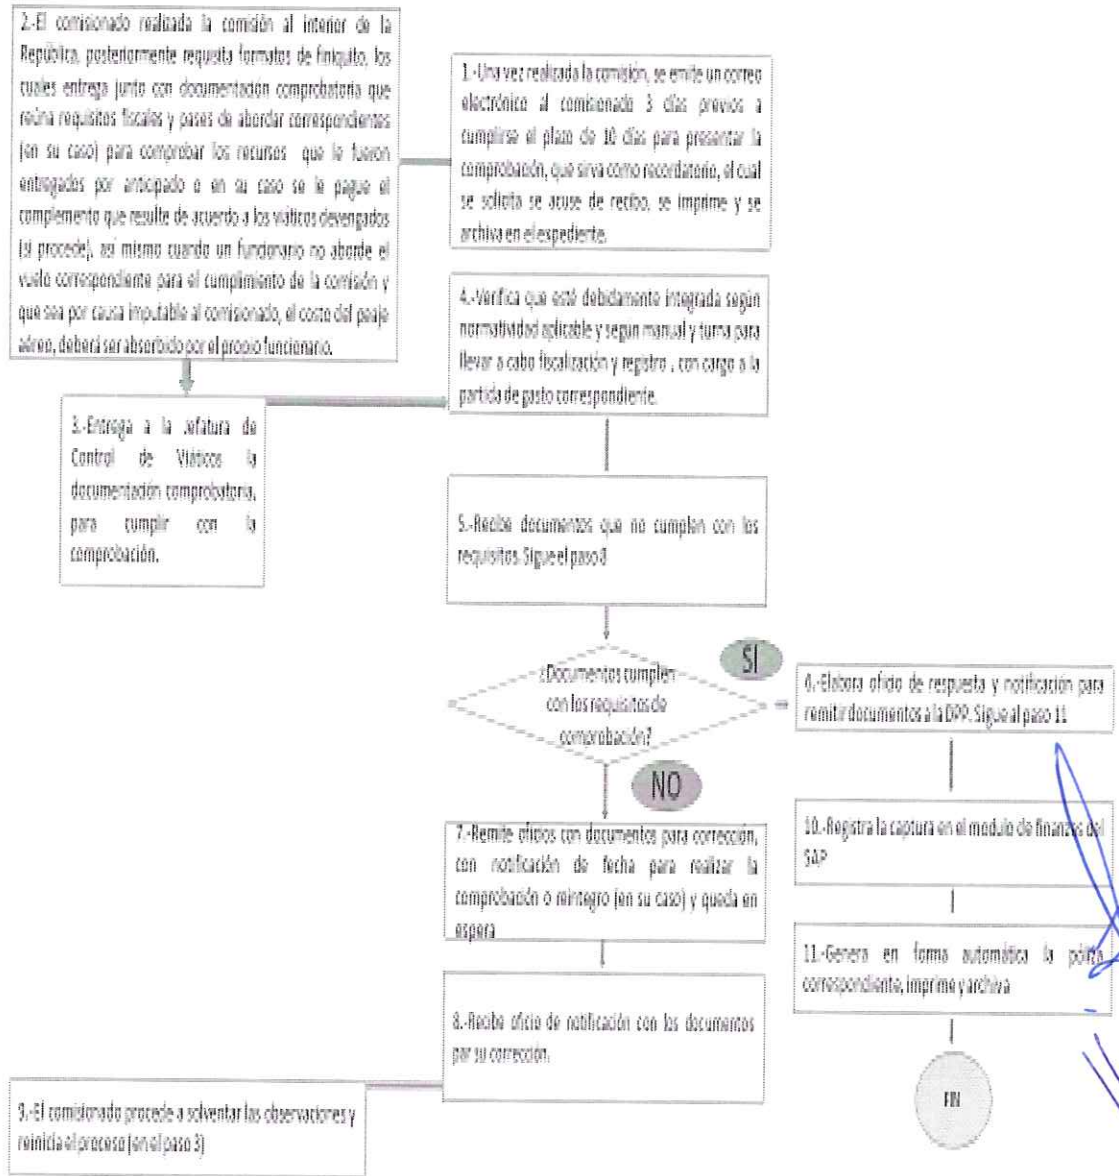 2.-El comisionado realizada la comisión al interior de la
República, posteriormente requisita formatos de finiquito, los
cuales entrega junto con documentación comprobatoria que
reúna requisitos fiscales y pases de abordar correspondientes
(en su caso) para comprobar los recursos que le fueron
entregados por anticipado o en su caso se le pague el
complemento que resulte de acuerdo a los viáticos devengados
(si procede), así mismo cuando un funcionario no aborde el
vuelo correspondiente para el cumplimiento de la comisión y
que sea por causa imputable al comisionado, el costo del peaje
aéreo, deberá ser absorbido por el propio funcionario.
1.-Una vez realizada la comisión, se emite un correo
electrónico al comisionado 3 días previos a
cumplirse el plazo de 10 días para presentar la
comprobación, que sirva como recordatorio, el cual
se solicita se acuse de recibo, se imprime y se
archiva en el expediente.
4.-Verifica que esté debidamente integrada según
normatividad aplicable y según manual y turna para
llevar a cabo fiscalización y registro , con cargo a la
partida de gasto correspondiente.
3.-Entrega a la Jefatura de
Control de Viáticos la
documentación comprobatoria,
para cumplir con la
comprobación.
5.-Recibe documentos que no cumplen con los
requisitos. Sigue el paso 8
¿Documentos cumplen
con los requisitos de
comprobación?
SI
6.-Elabora oficio de respuesta y notificación para
remitir documentos a la DPP. Sigue al paso 11
NO
7.-Remite oficios con documentos para corrección,
con notificación de fecha para realizar la
comprobación o reintegro (en su caso) y queda en
espera
10.-Registra la captura en el modulo de finanzas del
SAP
11.-Genera en forma automática la póliza
correspondiente, imprime y archiva
8.-Recibe oficio de notificación con los documentos
par su corrección.
FIN
9.-El comisionado procede a solventar las observaciones y
reinicia el proceso (en el paso 3)